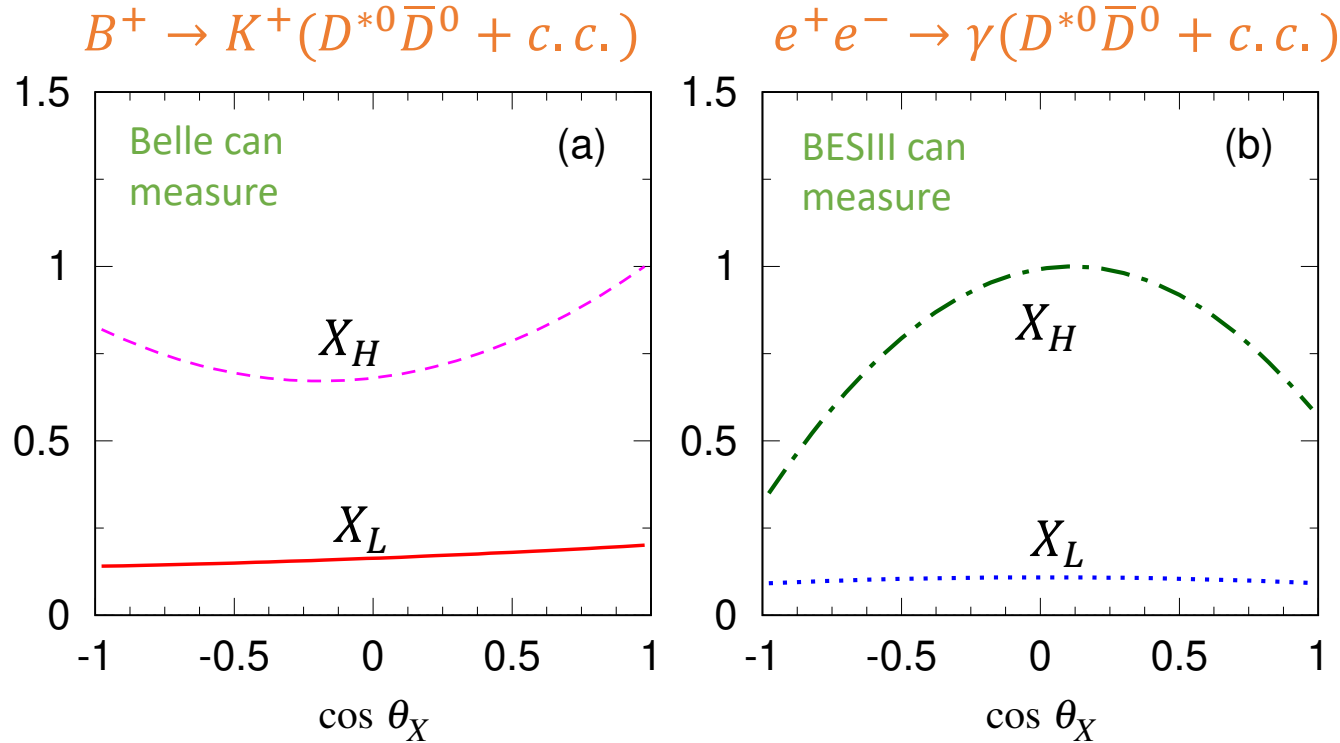 B⁺ → K⁺(D*⁰D̅⁰ + c.c.)
e⁺e⁻ → γ(D*⁰D̅⁰ + c.c.)
1.5
1
0.5
0
Belle can
measure
(a)
X_H
X_L
-1 -0.5 0 0.5 1
cos θ_X
1.5
1
0.5
0
BESIII can
measure
(b)
X_H
X_L
-1 -0.5 0 0.5 1
cos θ_X